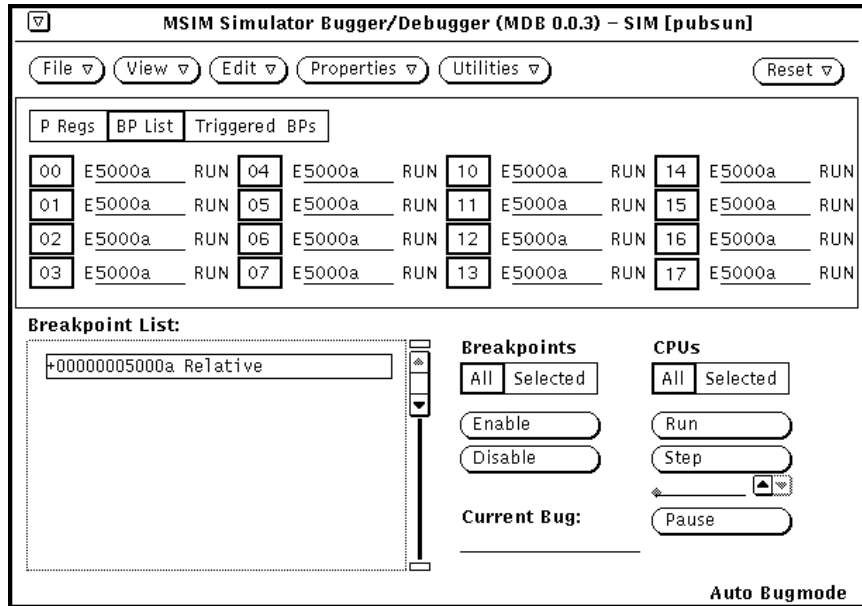 MSIM Simulator Bugger/Debugger (MDB 0.0.3) – SIM [pubsun]
File View Edit Properties Utilities Reset
P Regs BP List Triggered BPs
00 E5000a RUN 04 E5000a RUN 10 E5000a RUN 14 E5000a RUN
01 E5000a RUN 05 E5000a RUN 11 E5000a RUN 15 E5000a RUN
02 E5000a RUN 06 E5000a RUN 12 E5000a RUN 16 E5000a RUN
03 E5000a RUN 07 E5000a RUN 13 E5000a RUN 17 E5000a RUN
Breakpoint List:
+00000005000a Relative
Breakpoints
All Selected
Enable
Disable
Current Bug:
CPUs
All Selected
Run
Step
Pause
Auto Bugmode